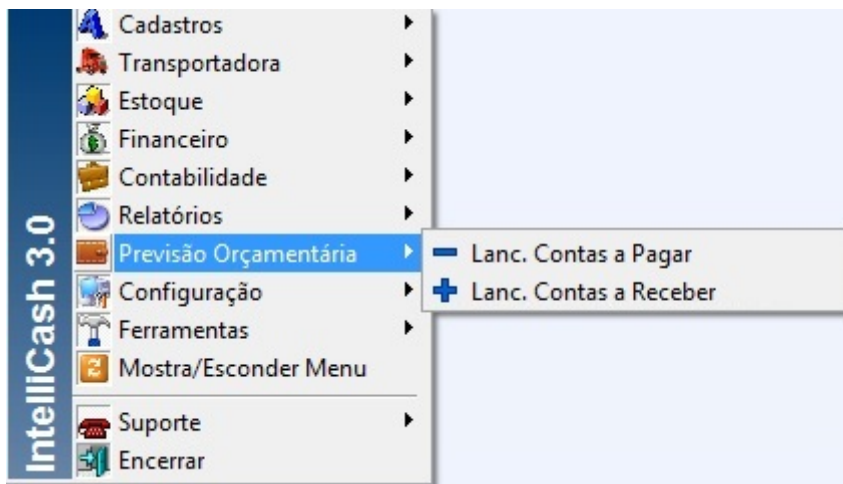 Cadastros
Transportadora
Estoque
Financeiro
Contabilidade
Relatórios
Previsão Orçamentária
Lanc. Contas a Pagar
Lanc. Contas a Receber
Configuração
Ferramentas
Mostra/Esconder Menu
Suporte
Encerrar
IntelliCash 3.0